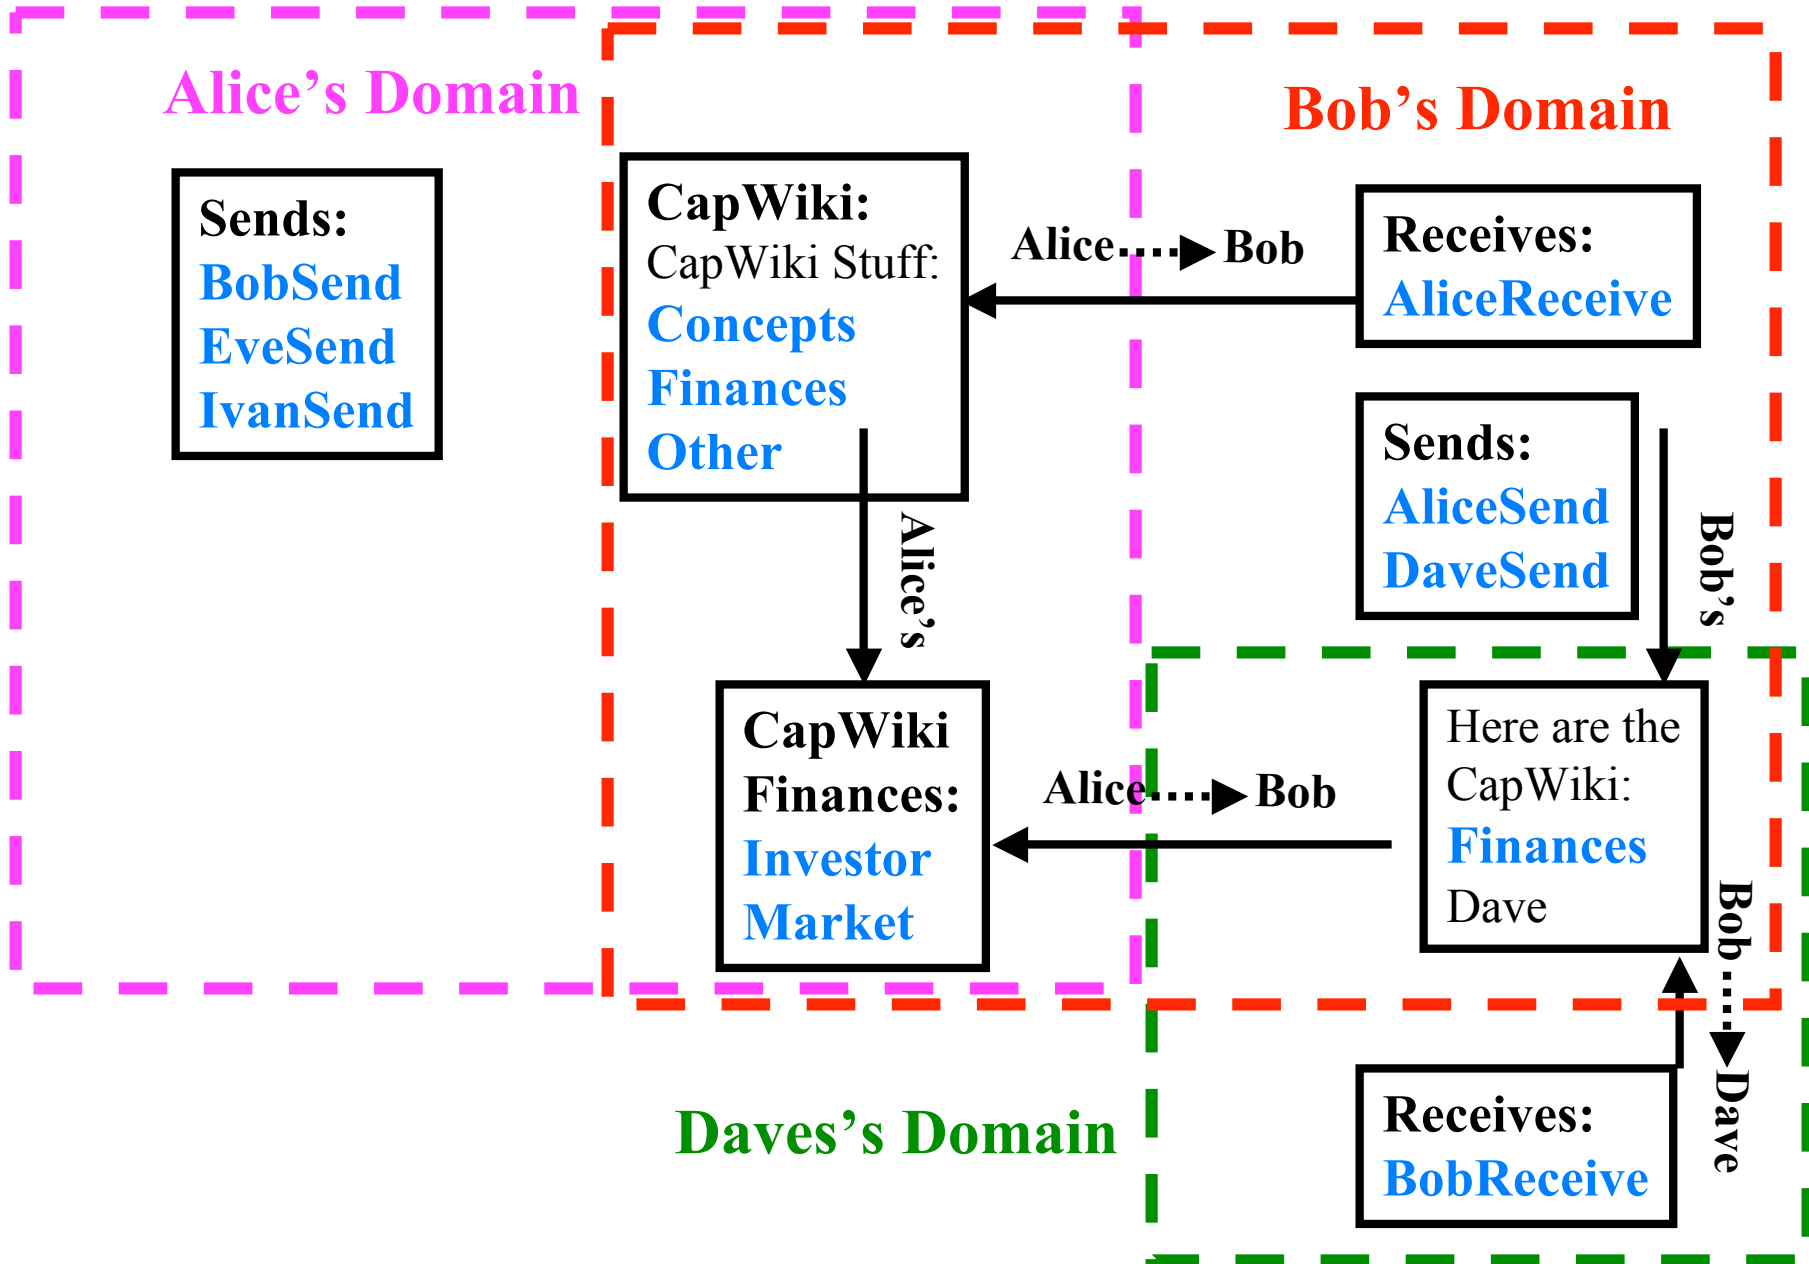 Alice’s Domain
Bob’s Domain
Sends:
BobSend
EveSend
IvanSend
CapWiki:
CapWiki Stuff:
Concepts
Finances
Other
Alice
Bob
Receives:
AliceReceive
Sends:
AliceSend
DaveSend
Alice’s
Bob’s
CapWiki
Finances:
Investor
Market
Alice
Bob
Here are the
CapWiki:
Finances
Dave
Bob
Dave
Daves’s Domain
Receives:
BobReceive